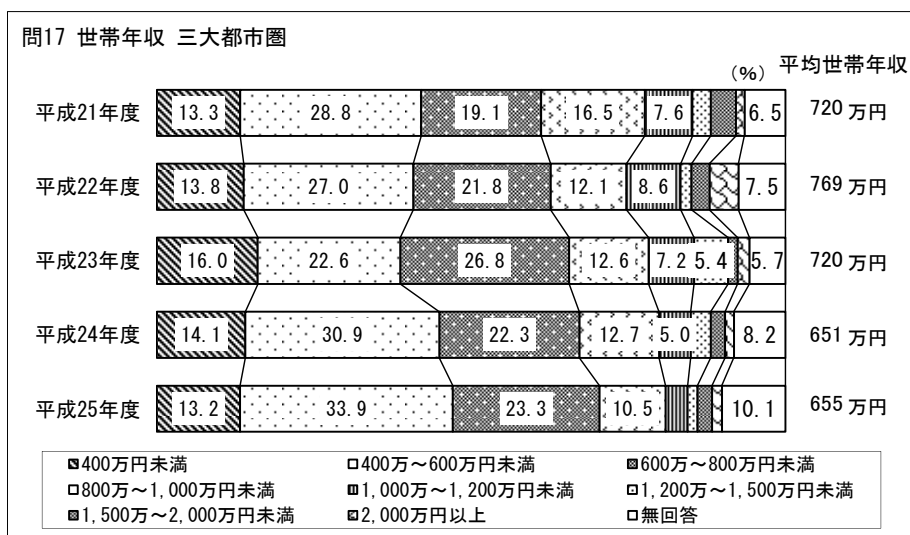 問17 世帯年収 三大都市圏
(%) 平均世帯年収
平成21年度 13.3 28.8 19.1 16.5 7.6 6.5 720 万円
平成22年度 13.8 27.0 21.8 12.1 8.6 7.5 769 万円
平成23年度 16.0 22.6 26.8 12.6 7.2 5.4 5.7 720 万円
平成24年度 14.1 30.9 22.3 12.7 5.0 8.2 651 万円
平成25年度 13.2 33.9 23.3 10.5 10.1 655 万円
400万円未満 400万~600万円未満 600万~800万円未満
800万~1,000万円未満 1,000万~1,200万円未満 1,200万~1,500万円未満
1,500万~2,000万円未満 2,000万円以上 無回答